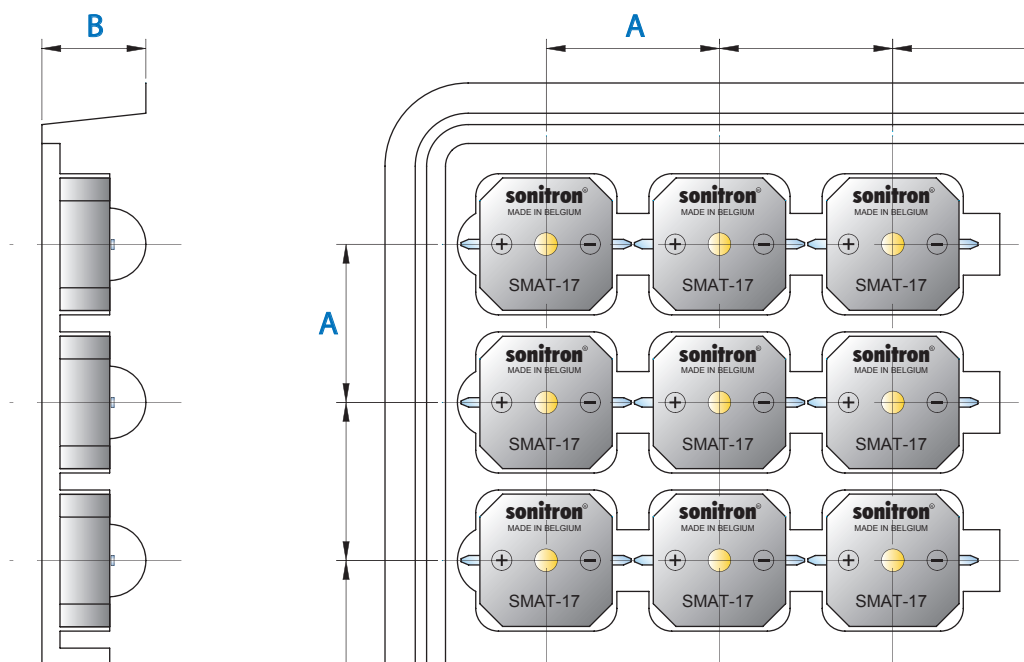 B
A
sonitron® sonitron® sonitron®
MADE IN BELGIUM MADE IN BELGIUM MADE IN BELGIUM
+ − + − + −
SMAT-17 SMAT-17 SMAT-17
A
sonitron® sonitron® sonitron®
MADE IN BELGIUM MADE IN BELGIUM MADE IN BELGIUM
+ − + − + −
SMAT-17 SMAT-17 SMAT-17
sonitron® sonitron® sonitron®
MADE IN BELGIUM MADE IN BELGIUM MADE IN BELGIUM
+ − + − + −
SMAT-17 SMAT-17 SMAT-17